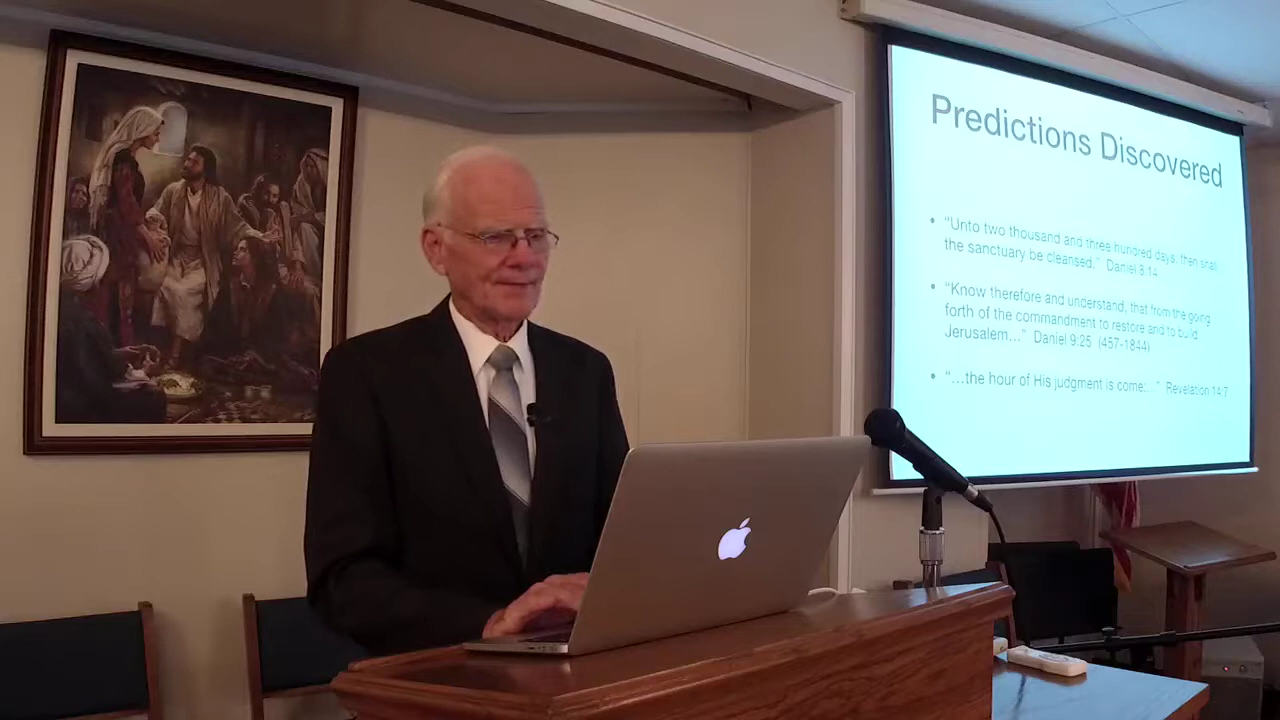 Predictions Discovered
• “Unto two thousand and three hundred days; then shall
the sanctuary be cleansed.” Daniel 8:14
• “Know therefore and understand, that from the going
forth of the commandment to restore and to build
Jerusalem...” Daniel 9:25 (457-1844)
• “...the hour of His judgment is come:...” Revelation 14:7